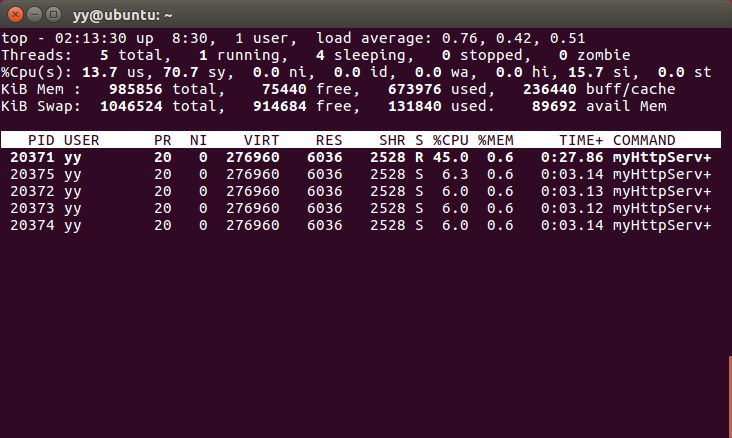 yy@ubuntu: ~
top - 02:13:30 up  8:30,  1 user,  load average: 0.76, 0.42, 0.51
Threads:   5 total,   1 running,   4 sleeping,   0 stopped,   0 zombie
%Cpu(s): 13.7 us, 70.7 sy,  0.0 ni,  0.0 id,  0.0 wa,  0.0 hi, 15.7 si,  0.0 st
KiB Mem :   985856 total,    75440 free,   673976 used,   236440 buff/cache
KiB Swap:  1046524 total,   914684 free,   131840 used.    89692 avail Mem
  PID USER      PR  NI    VIRT    RES    SHR S %CPU %MEM     TIME+ COMMAND
20371 yy        20   0  276960   6036   2528 R 45.0  0.6   0:27.86 myHttpServ+
20375 yy        20   0  276960   6036   2528 S  6.3  0.6   0:03.14 myHttpServ+
20372 yy        20   0  276960   6036   2528 S  6.0  0.6   0:03.13 myHttpServ+
20373 yy        20   0  276960   6036   2528 S  6.0  0.6   0:03.12 myHttpServ+
20374 yy        20   0  276960   6036   2528 S  6.0  0.6   0:03.14 myHttpServ+